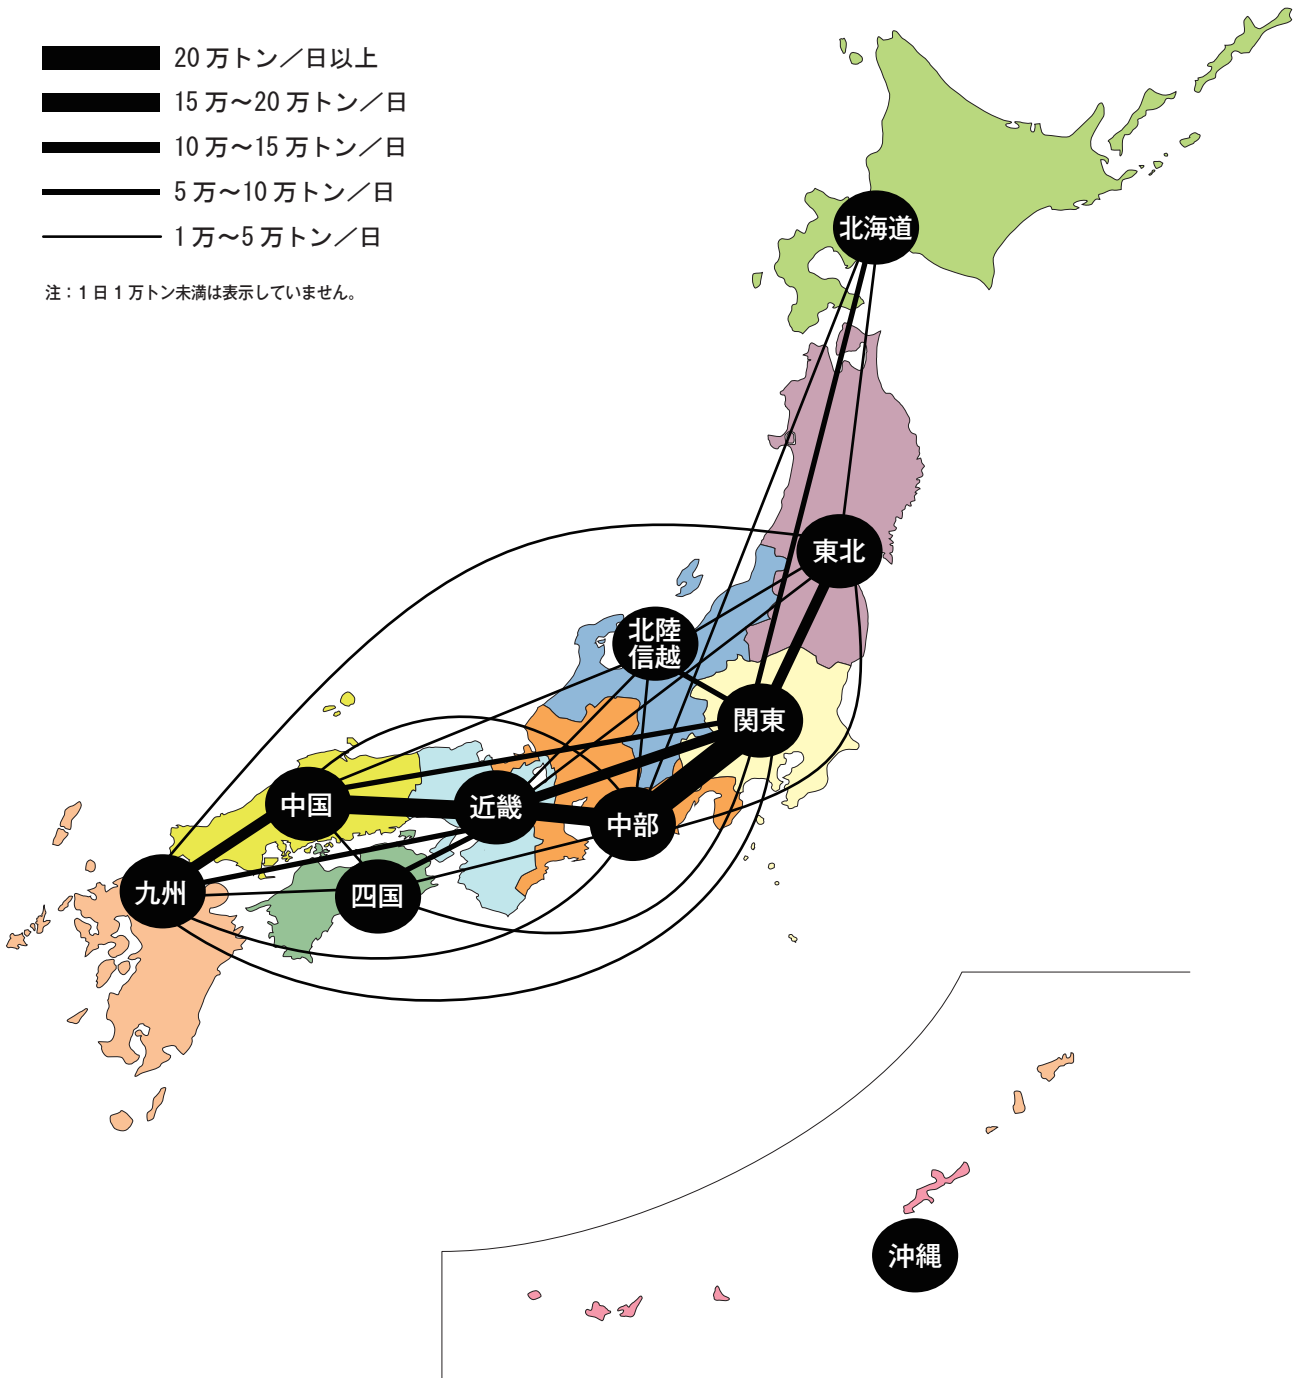 20万トン／日以上
15万～20万トン／日
10万～15万トン／日
5万～10万トン／日
1万～5万トン／日
注：1日1万トン未満は表示していません。
北海道
東北
北陸
信越
関東
中国
近畿
中部
九州
四国
沖縄